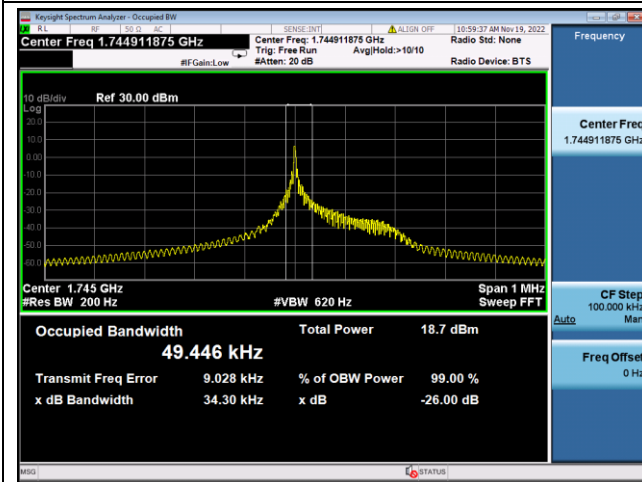 Keysight Spectrum Analyzer - Occupied BW
RL RF 50 Ω AC SENSE:INT ALIGN OFF 10:59:37 AM Nov 19, 2022
Center Freq 1.744911875 GHz Center Freq: 1.744911875 GHz Radio Std: None
Trig: Free Run Avg|Hold:>10/10
#IFGain:Low #Atten: 20 dB Radio Device: BTS
Frequency
10 dB/div Ref 30.00 dBm
Log
20.0
10.0
0.00
-10.0
-20.0
-30.0
-40.0
-50.0
-60.0
Center Freq
1.744911875 GHz
Center 1.745 GHz Span 1 MHz
#Res BW 200 Hz #VBW 620 Hz Sweep FFT
CF Step
100.000 kHz
Auto Man
Occupied Bandwidth Total Power 18.7 dBm
49.446 kHz
Transmit Freq Error 9.028 kHz % of OBW Power 99.00 %
x dB Bandwidth 34.30 kHz x dB -26.00 dB
Freq Offset
0 Hz
MSG STATUS